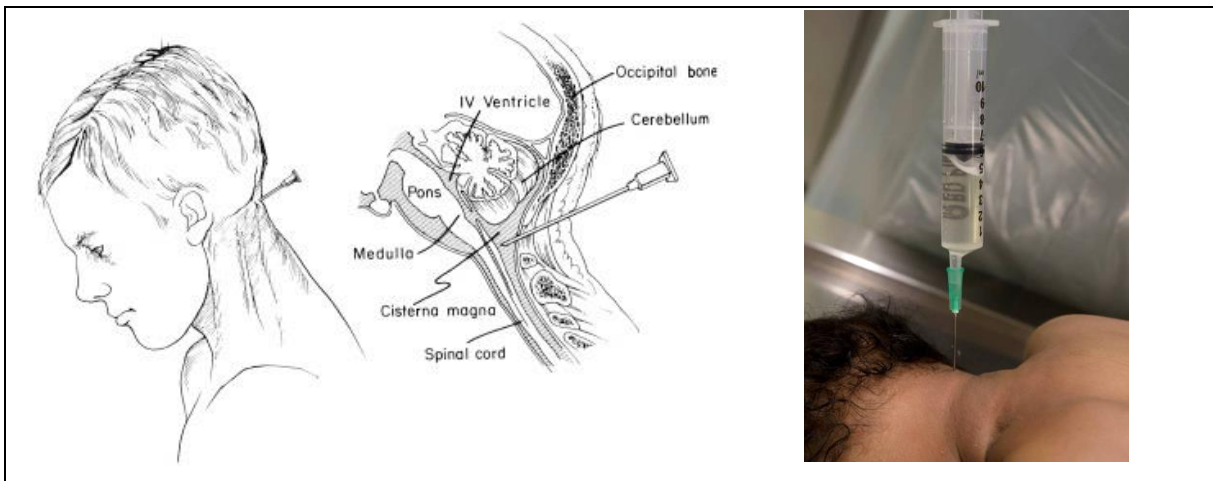 Occipital bone
IV Ventricle
Cerebellum
Pons
Medulla
Cisterna magna
Spinal cord
10
9
8
7
5
4
3
2
1